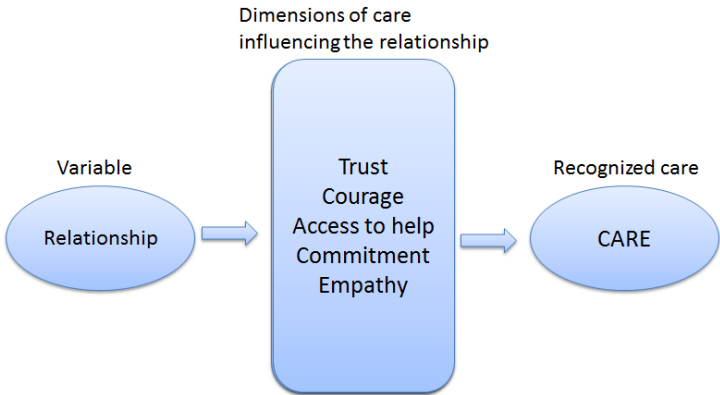 Dimensions of care
influencing the relationship
Variable
Relationship
Trust
Courage
Access to help
Commitment
Empathy
Recognized care
CARE